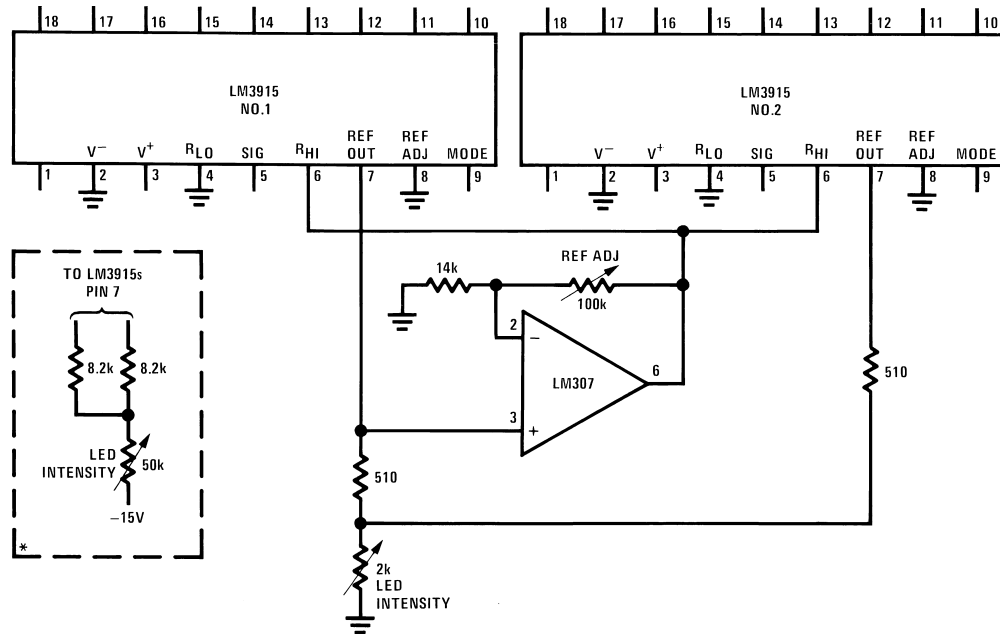 18 17 16 15 14 13 12 11 10
18 17 16 15 14 13 12 11 10
LM3915
NO.1
LM3915
NO.2
V⁻ V⁺ RLO SIG RHI REF OUT REF ADJ MODE
V⁻ V⁺ RLO SIG RHI REF OUT REF ADJ MODE
1 2 3 4 5 6 7 8 9
1 2 3 4 5 6 7 8 9
TO LM3915s
PIN 7
8.2k 8.2k
LED
INTENSITY
50k
–15V
*
14k
REF ADJ
100k
2
–
LM307
6
3
+
510
510
2k
LED
INTENSITY